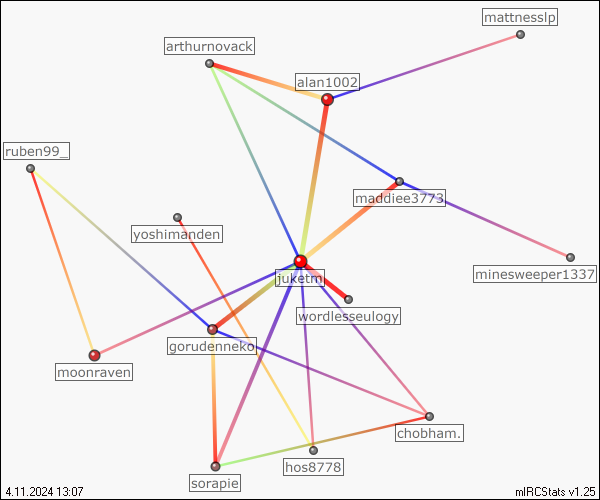 mattnesslp
arthurnovack
alan1002
ruben99_
maddiee3773
yoshimanden
minesweeper1337
juketm
wordlesseulogy
gorudenneko
moonraven
chobham.
hos8778
sorapie
4.11.2024 13:07
mIRCStats v1.25